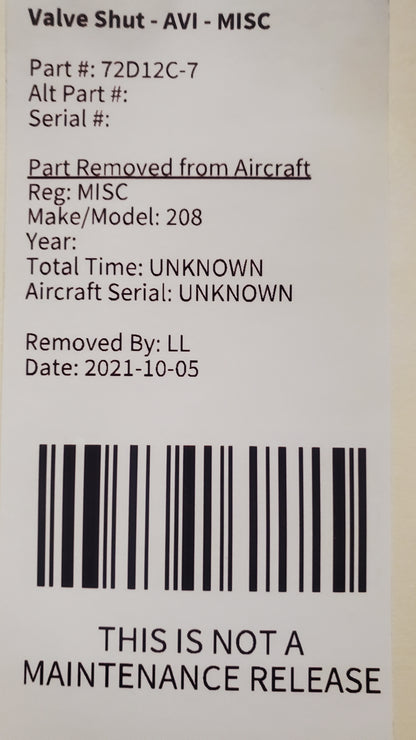 Valve Shut - AVI - MISC
Part #: 72D12C-7
Alt Part #:
Serial #:
Part Removed from Aircraft
Reg: MISC
Make/Model: 208
Year:
Total Time: UNKNOWN
Aircraft Serial: UNKNOWN
Removed By: LL
Date: 2021-10-05
THIS IS NOT A
MAINTENANCE RELEASE